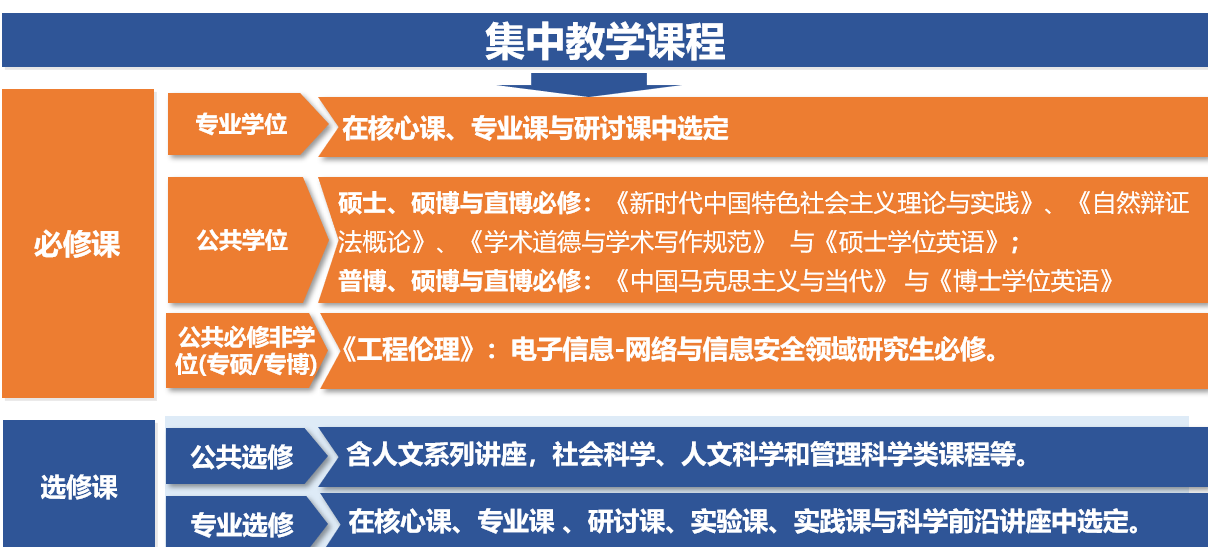 集中教学课程
必修课
专业学位
在核心课、专业课与研讨课中选定
公共学位
硕士、硕博与直博必修：《新时代中国特色社会主义理论与实践》、《自然辩证
法概论》、《学术道德与学术写作规范》 与《硕士学位英语》；
普博、硕博与直博必修：《中国马克思主义与当代》 与《博士学位英语》
公共必修非学
位(专硕/专博)
《工程伦理》：电子信息-网络与信息安全领域研究生必修。
选修课
公共选修
含人文系列讲座，社会科学、人文科学和管理科学类课程等。
专业选修
在核心课、专业课 、研讨课、实验课、实践课与科学前沿讲座中选定。